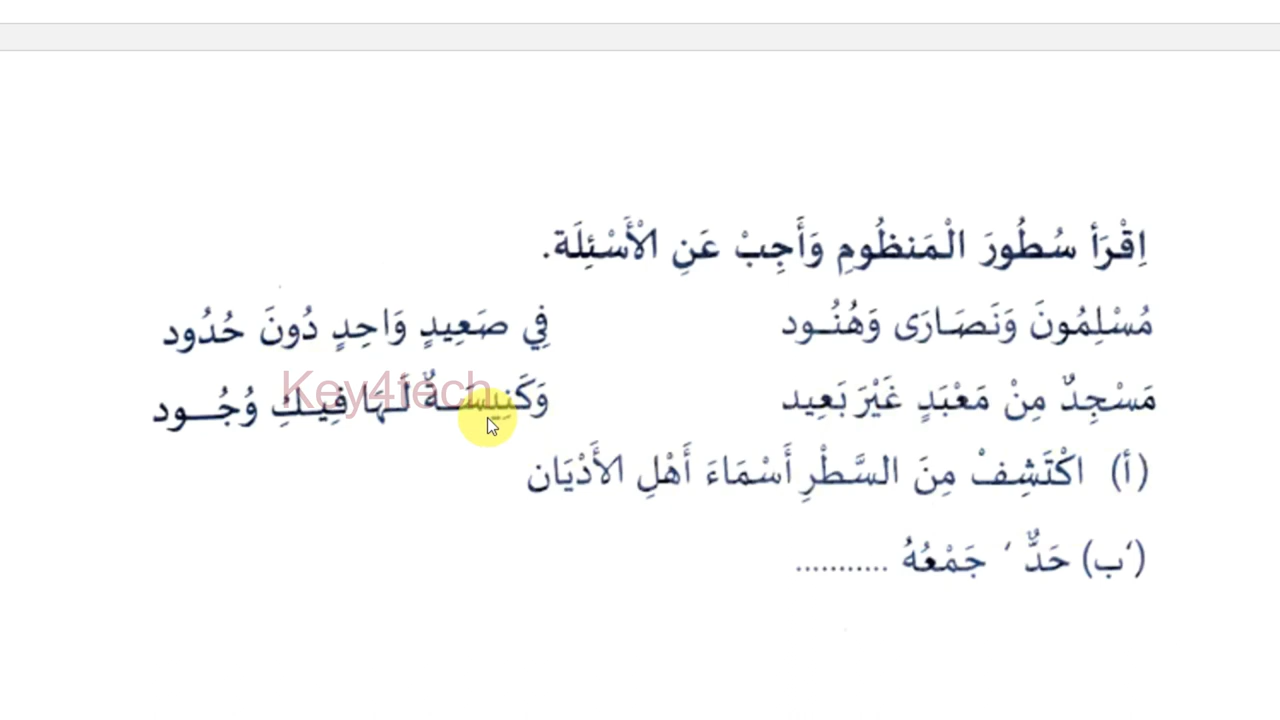 اِقْرَأ سُطُورَ الْمَنظُومِ وَأَجِبْ عَنِ الْأَسْئِلَة.
مُسْلِمُونَ وَنَصَارَى وَهُنُود فِي صَعِيدٍ وَاحِدٍ دُونَ حُدُود
مَسْجِدٌ مِنْ مَعْبَدٍ غَيْرَ بَعِيد وَكَنِيسَةٌ لَهَا فِيكِ وُجُود
Key4tech
(أ) اكْتَشِفْ مِنَ السَّطْرِ أَسْمَاءَ أَهْلِ الأَدْيَان
(ب) حَدٌّ ' جَمْعُهُ ...........